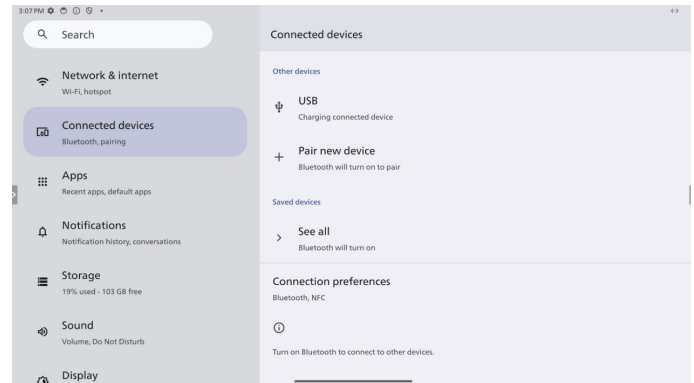 3:07 PM
Search
Network & internet
Wi-Fi, hotspot
Connected devices
Bluetooth, pairing
Apps
Recent apps, default apps
Notifications
Notification history, conversations
Storage
19% used - 103 GB free
Sound
Volume, Do Not Disturb
Display
Connected devices
Other devices
USB
Charging connected device
Pair new device
Bluetooth will turn on to pair
Saved devices
See all
Bluetooth will turn on
Connection preferences
Bluetooth, NFC
Turn on Bluetooth to connect to other devices.